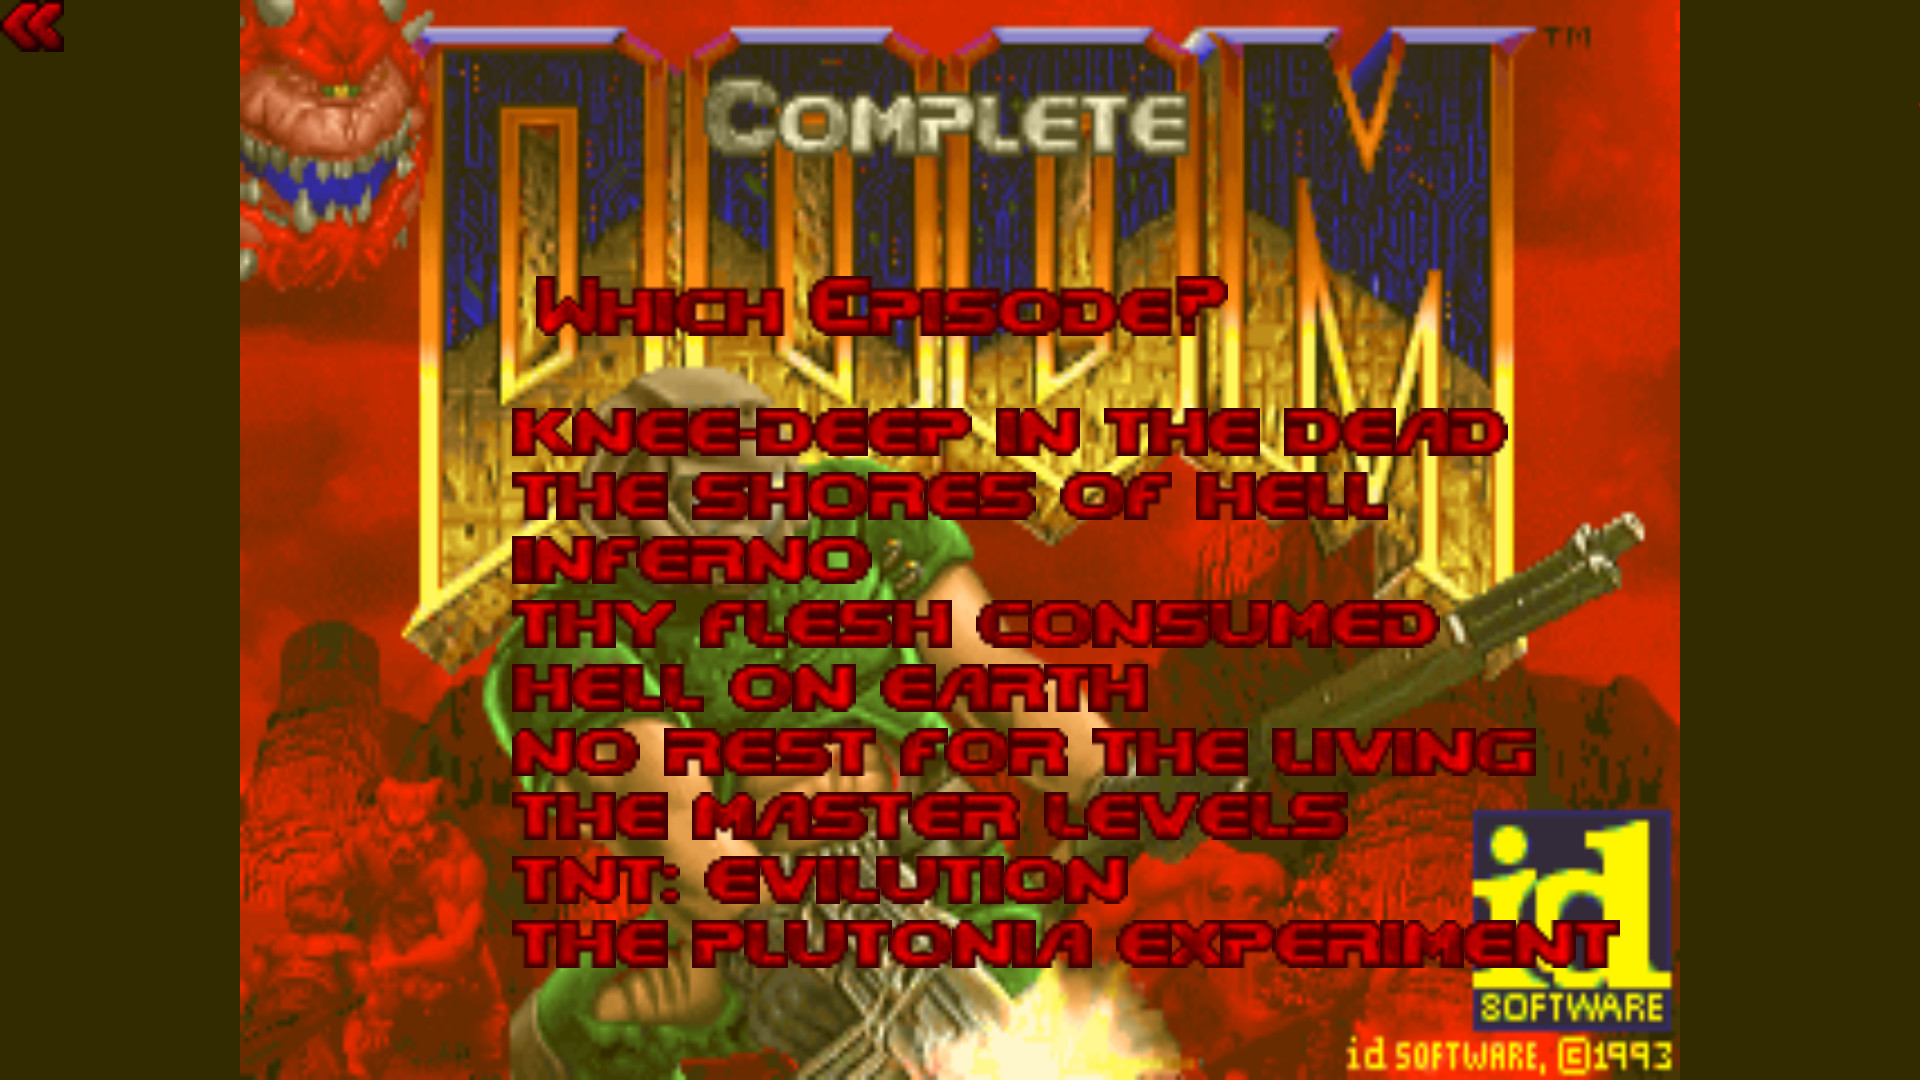 DOOM™
COMPLETE
WHICH EPISODE?
KNEE-DEEP IN THE DEAD
THE SHORES OF HELL
INFERNO
THY FLESH CONSUMED
HELL ON EARTH
NO REST FOR THE LIVING
THE MASTER LEVELS
TNT: EVILUTION
THE PLUTONIA EXPERIMENT
id
SOFTWARE
id SOFTWARE, ©1993